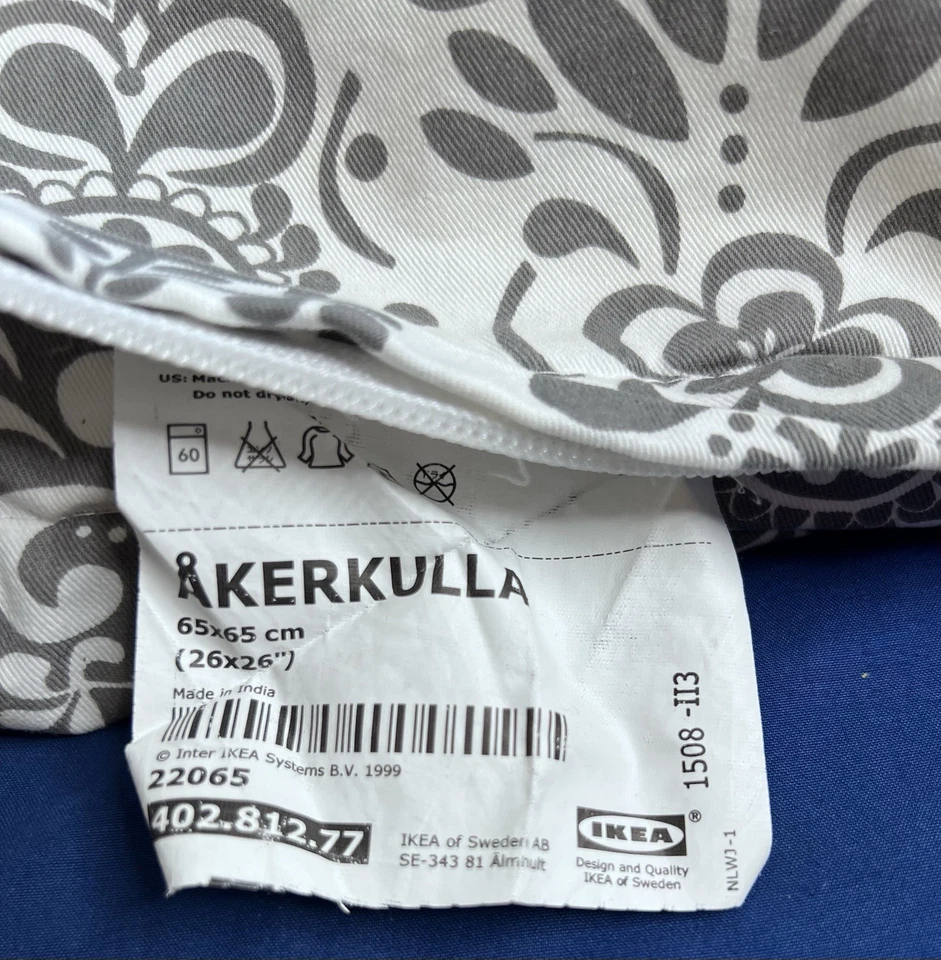 US: Mac
Do not dry
60
ÅKERKULLA
65x65 cm
(26x26")
Made in India
© Inter IKEA Systems B.V. 1999
22065
402.812.77
IKEA of Sweden AB
SE-343 81 Älmhult
IKEA®
Design and Quality
IKEA of Sweden
1508 -II3
NLWJ-1